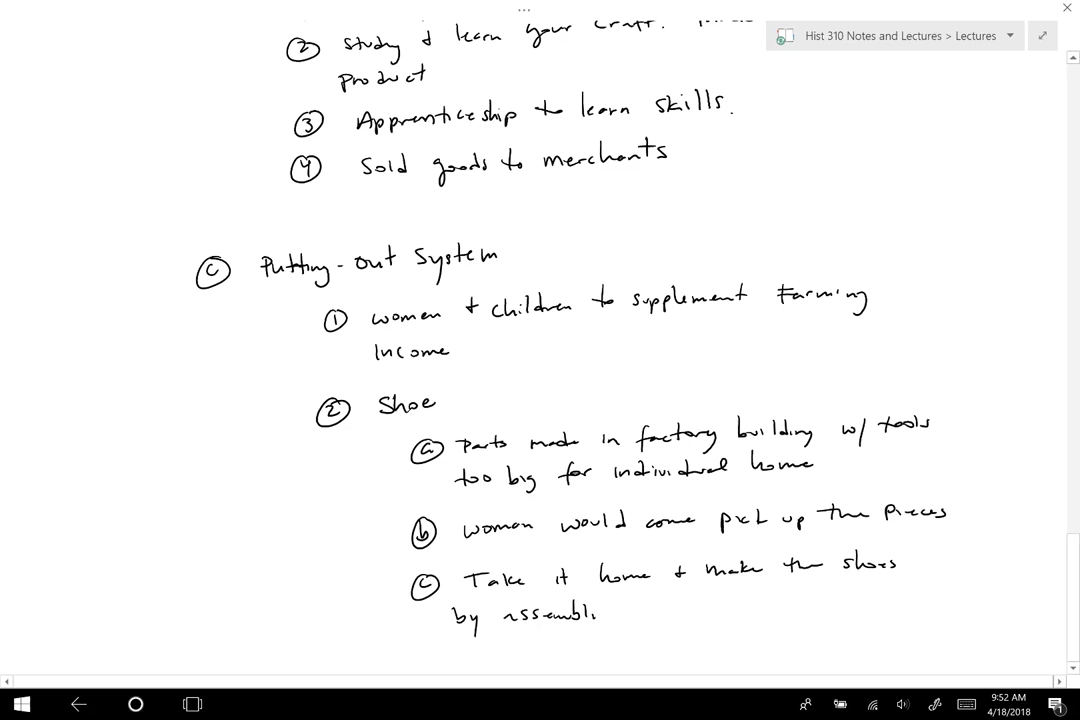 ② Study + learn your craft.
product
③ Apprenticeship to learn skills.
④ Sold goods to merchants
Ⓒ Putting-out System
① women + children to supplement Farming
Income
② Shoe
ⓐ Parts made in factory building w/ tools
too big for individual home
ⓑ women would come pick up the pieces
ⓒ Take it home + make the shoes
by assembli
Hist 310 Notes and Lectures > Lectures
9:52 AM
4/18/2018
1